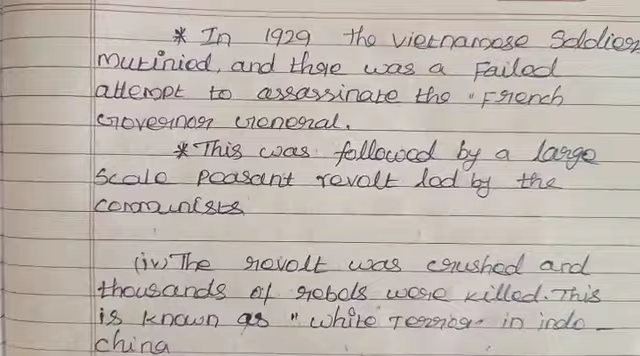 * In 1929 the vietnamese Soldiers
mutinied, and there was a Failed
attempt to assassinate the "French
Governor General.
* This was followed by a large
scale peasant revolt led by the
communists
(iv) The revolt was crushed and
thousands of rebels were killed. This
is known as "white Terror" in indo-
china